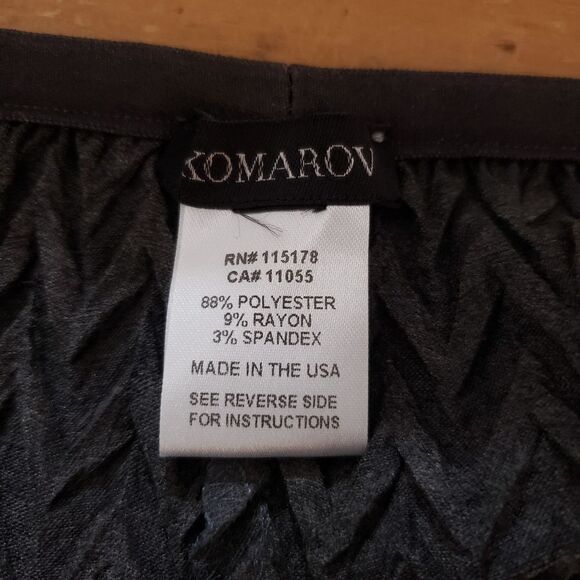 KOMAROV
RN# 115178
CA# 11055
88% POLYESTER
9% RAYON
3% SPANDEX
MADE IN THE USA
SEE REVERSE SIDE
FOR INSTRUCTIONS